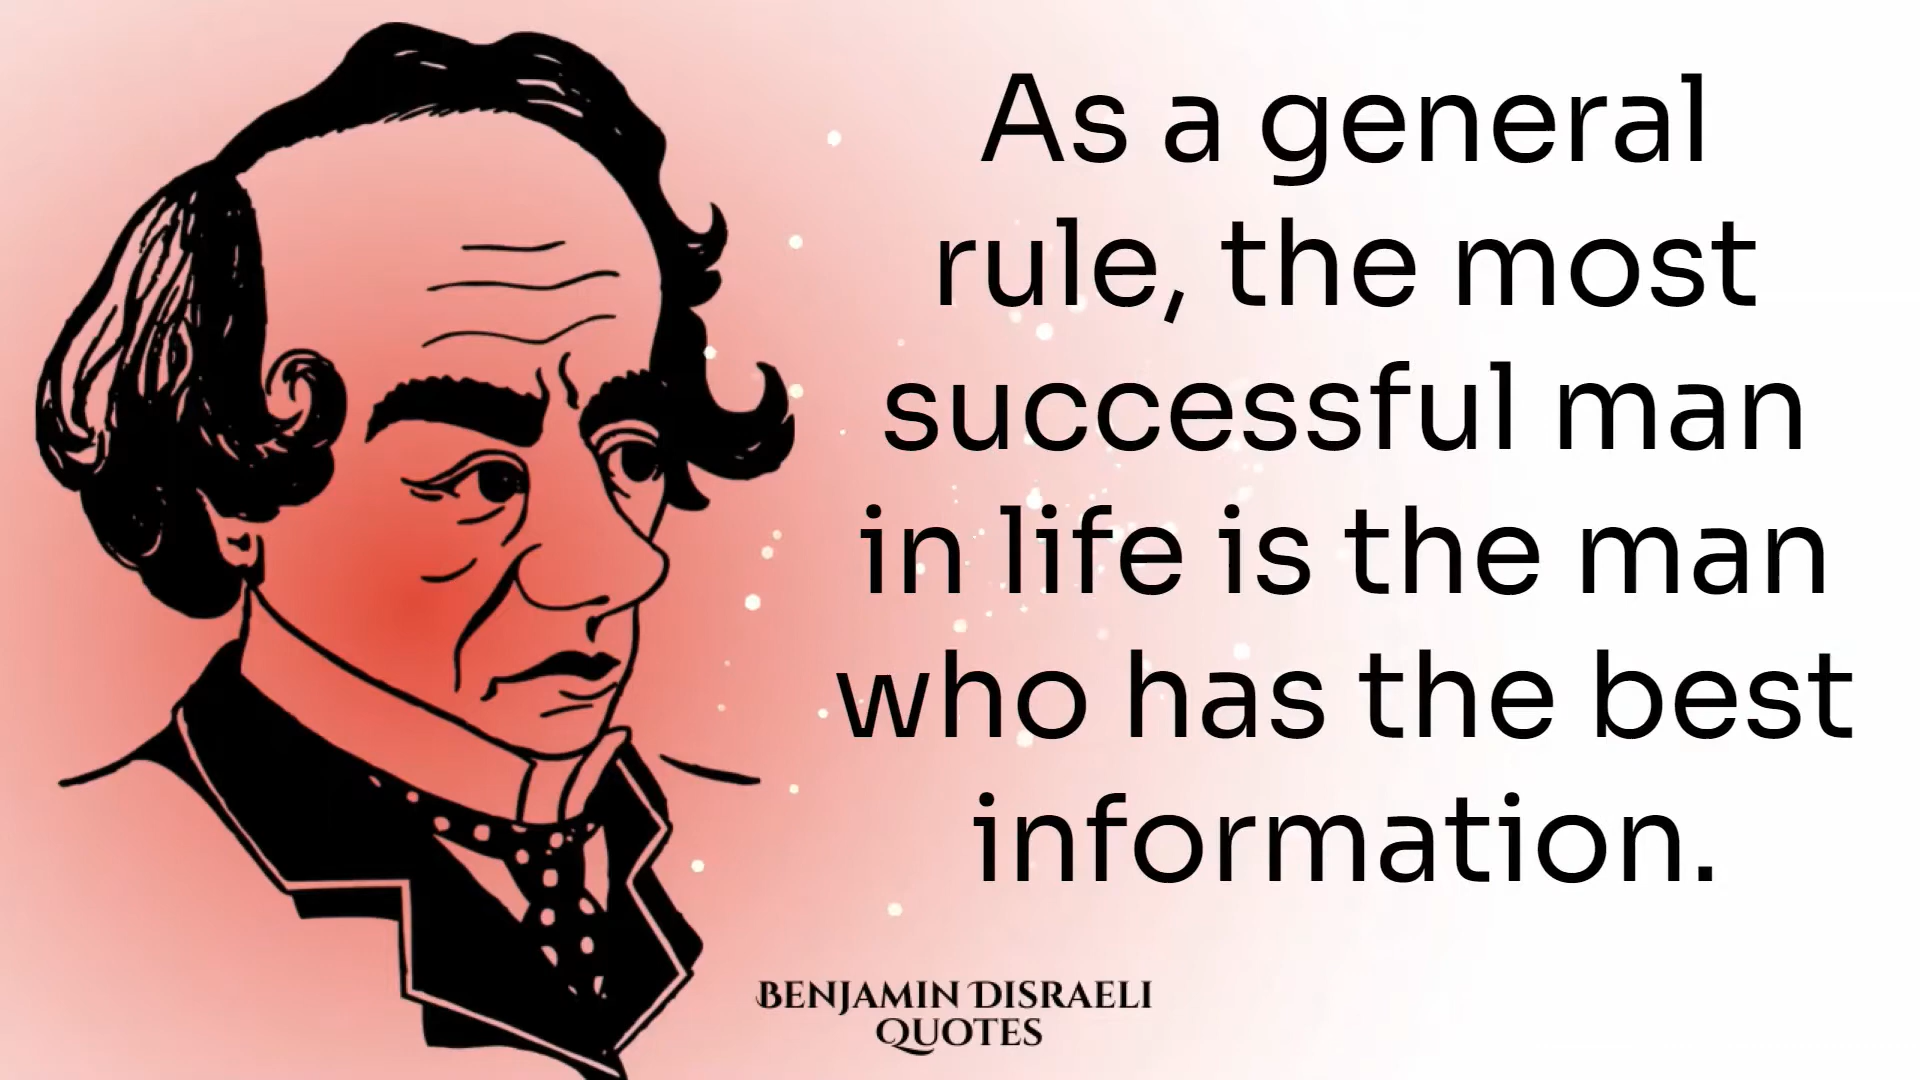 As a general
rule, the most
successful man
in life is the man
who has the best
information.
BENJAMIN DISRAELI
QUOTES